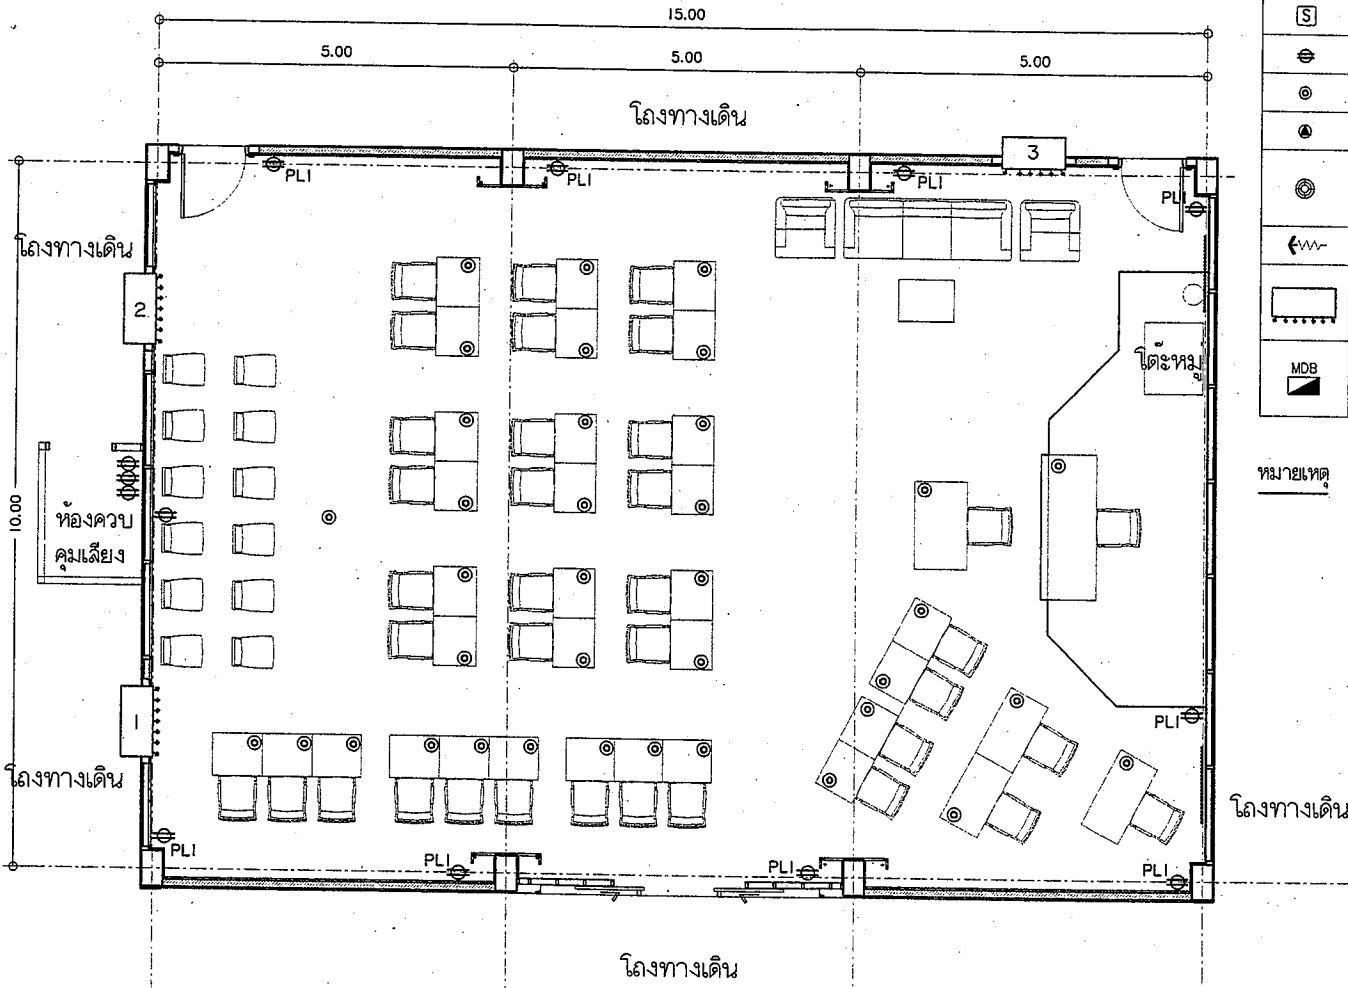 15.00
5.00
5.00
5.00
S
โถงทางเดิน
3
PL1
PL1
PL1
PL1
โถงทางเดิน
2
โต๊ะหมู่
MDB
หมายเหตุ
10.00
ห้องควบ
คุมเสียง
1
PL1
โถงทางเดิน
โถงทางเดิน
PL1
PL1
PL1
PL1
โถงทางเดิน